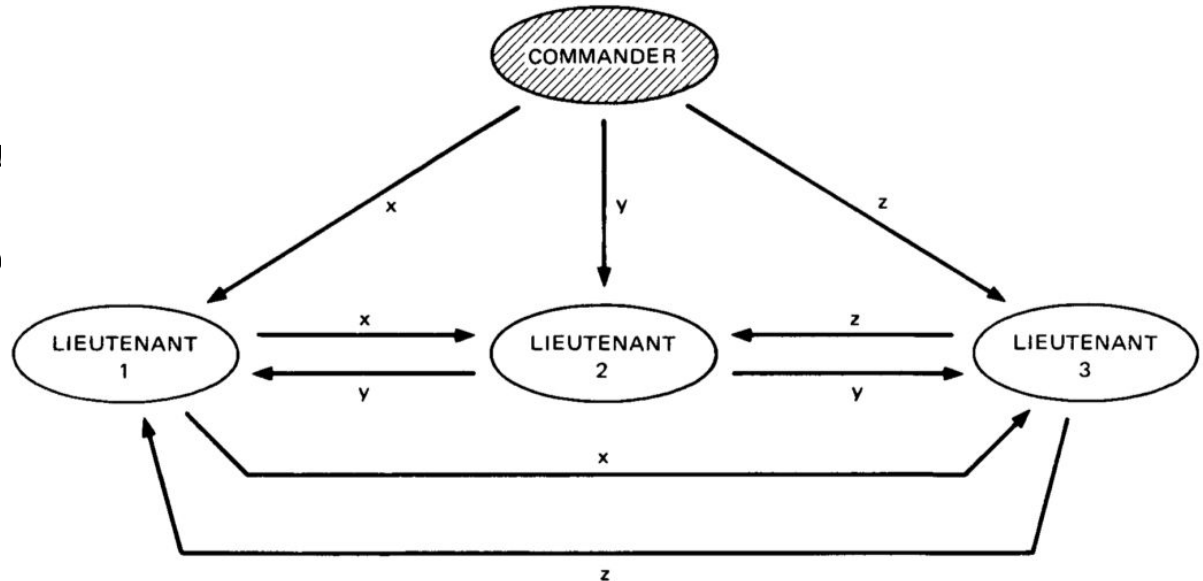 COMMANDER
x
y
z
LIEUTENANT
1
x
y
LIEUTENANT
2
z
y
LIEUTENANT
3
x
z